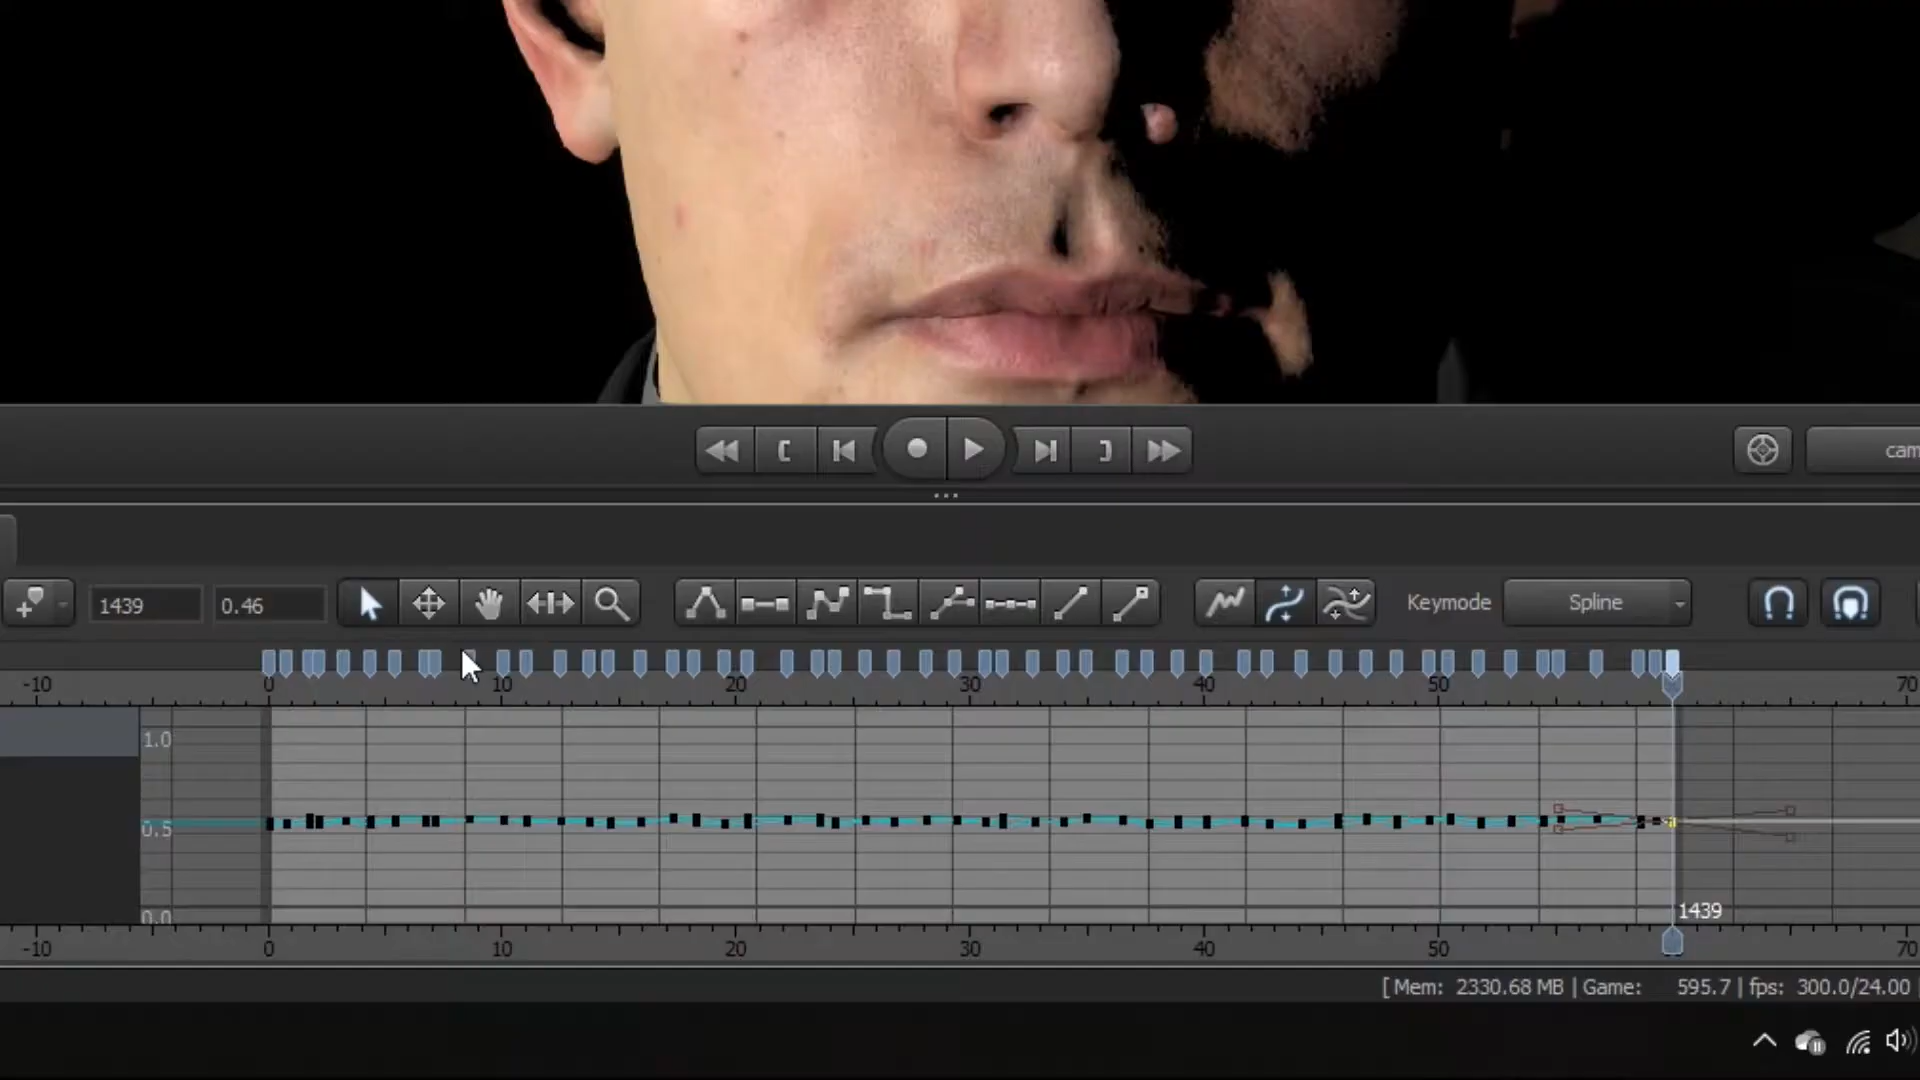 cam
1439 0.46 Keymode Spline
-10 0 10 20 30 40 50 70
1.0
0.5
0.0
1439
-10 0 10 20 30 40 50 70
[ Mem: 2330.68 MB | Game: 595.7 | fps: 300.0/24.00